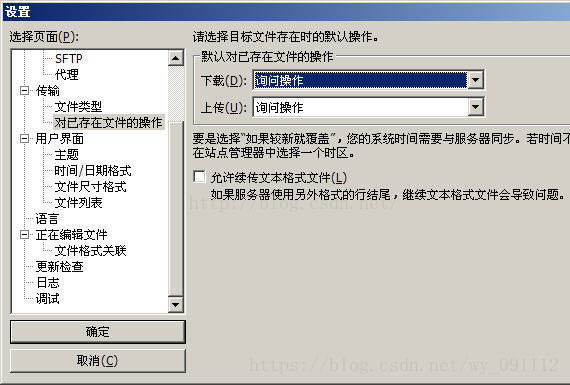 设置
选择页面(P):
SFTP
代理
传输
文件类型
对已存在文件的操作
用户界面
主题
时间/日期格式
文件尺寸格式
文件列表
语言
正在编辑文件
文件格式关联
更新检查
日志
调试
确定
取消(C)
请选择目标文件存在时的默认操作。
默认对已存在文件的操作
下载(D): 询问操作
上传(U): 询问操作
要是选择“如果较新就覆盖”，您的系统时间需要与服务器同步。若时间不
在站点管理器中选择一个时区。
允许续传文本格式文件(L)
如果服务器使用另外格式的行结尾，继续文本格式文件会导致问题。
http://blog.csdn.net/
https://blog.csdn.net/wy_091112